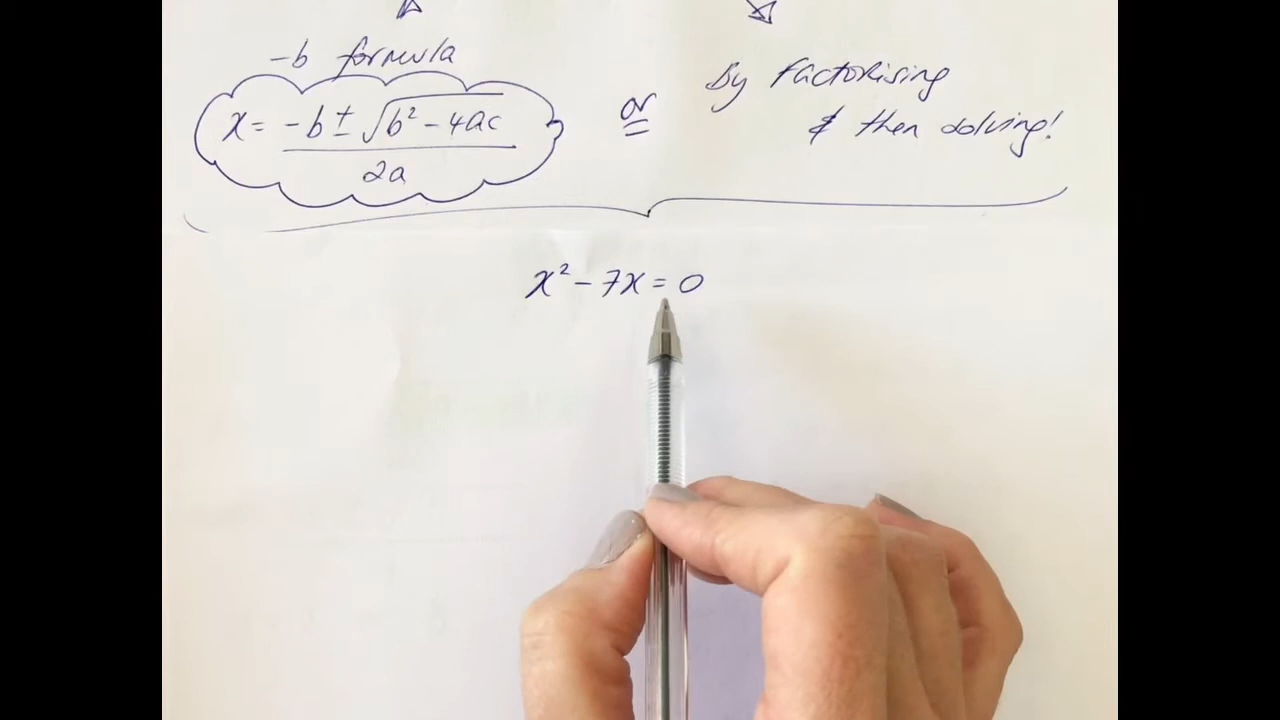 -b formula
x = -b ± √b² - 4ac
2a
or
By factorising
& then solving!
x² - 7x = 0